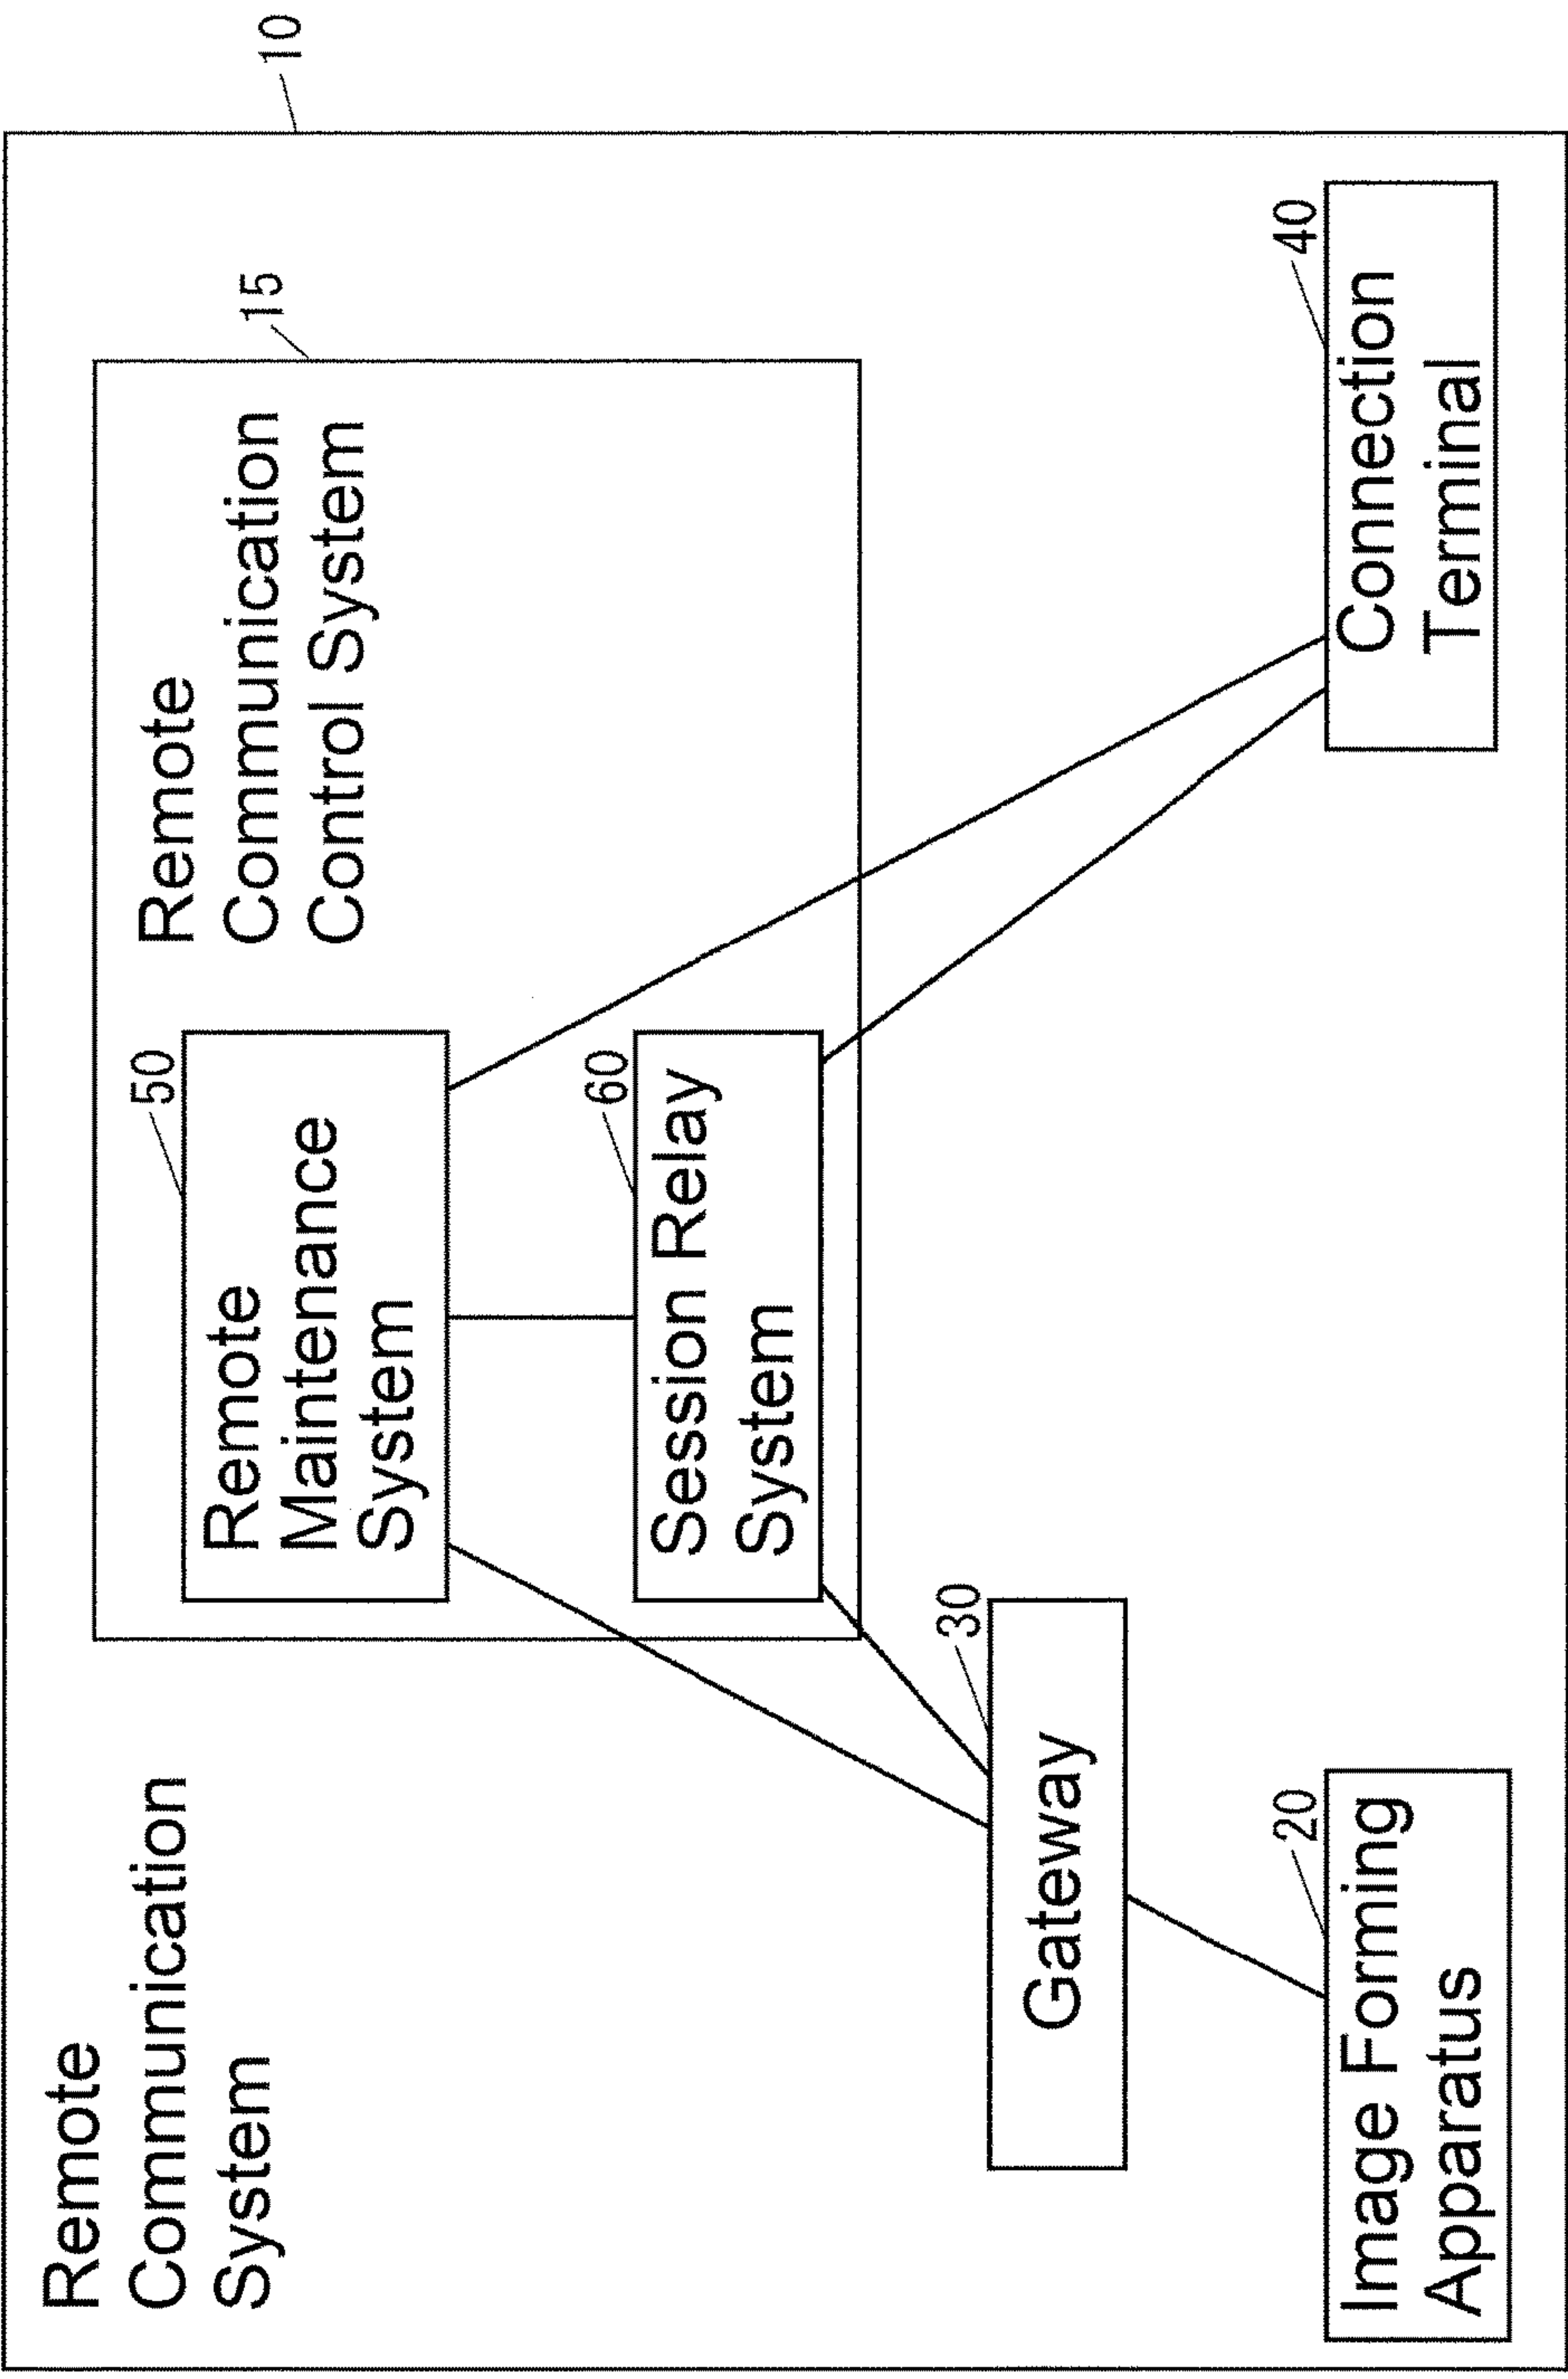 10
Remote
Communication
System
15
Remote
Communication
Control System
50
Remote
Maintenance
System
60
Session Relay
System
30
Gateway
20
Image Forming
Apparatus
40
Connection
Terminal